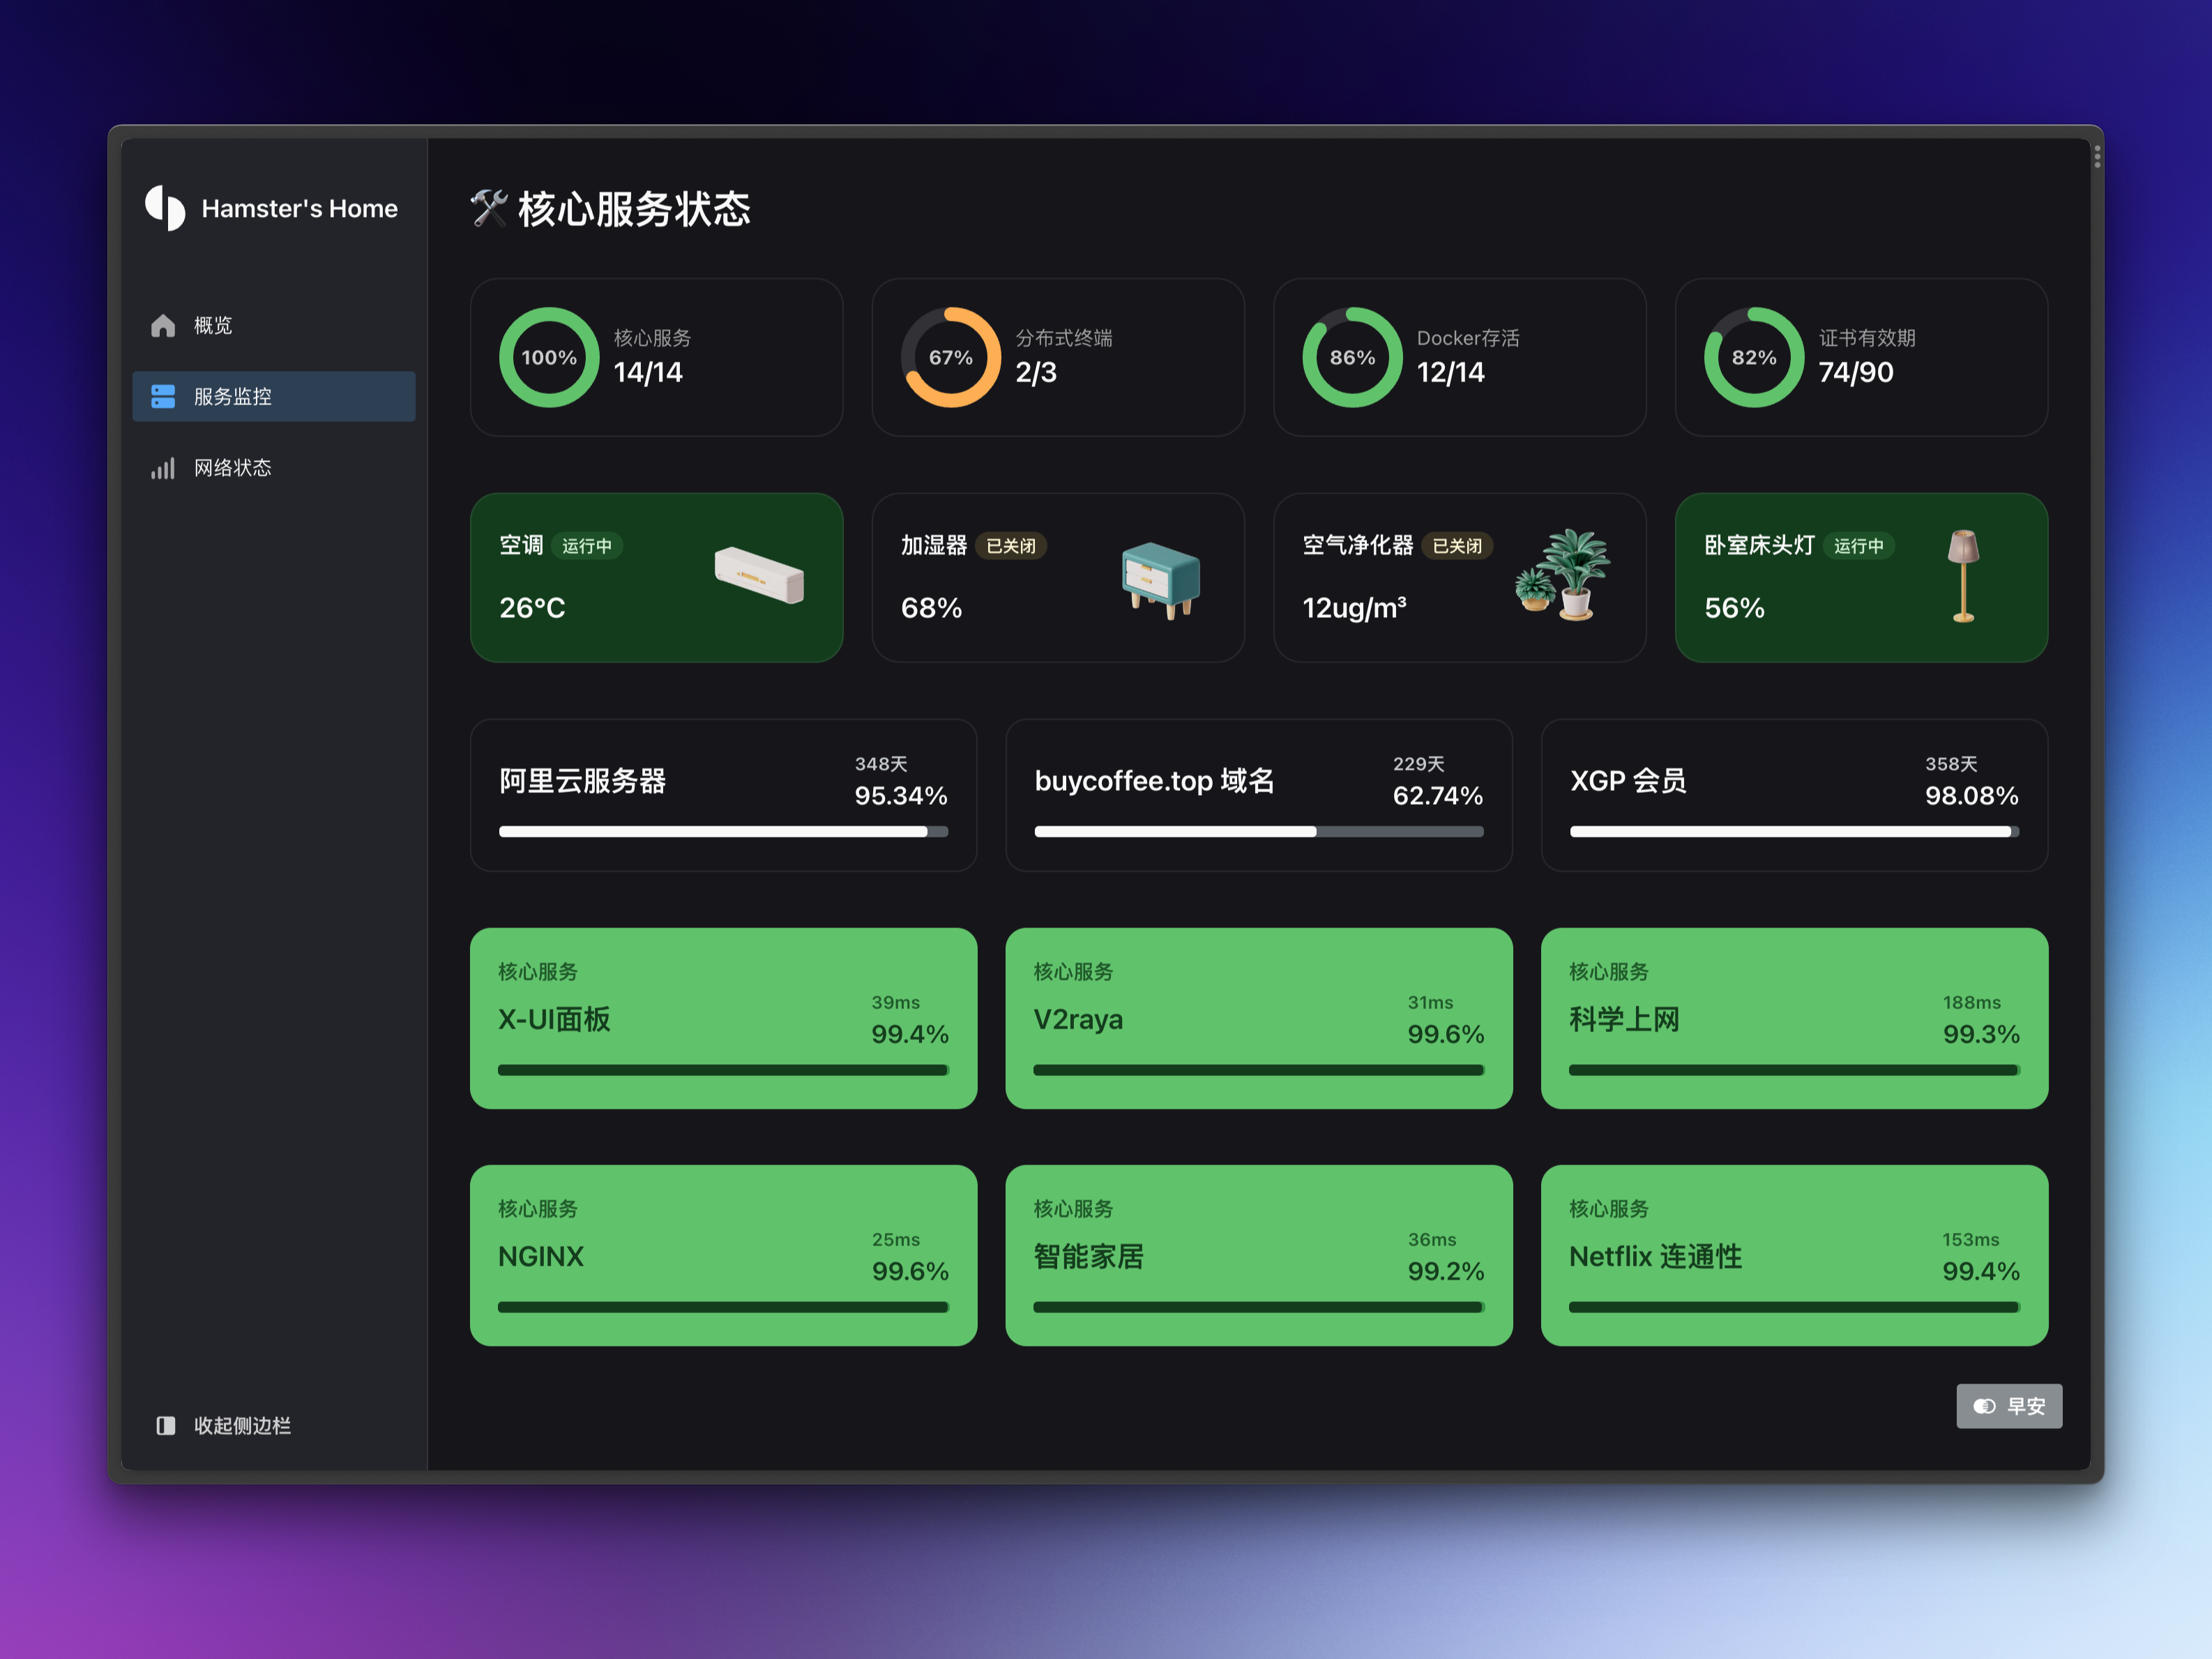 Hamster's Home
概览
服务监控
网络状态
收起侧边栏
🛠 核心服务状态
100%
核心服务
14/14
67%
分布式终端
2/3
86%
Docker存活
12/14
82%
证书有效期
74/90
空调 运行中
26°C
加湿器 已关闭
68%
空气净化器 已关闭
12ug/m³
卧室床头灯 运行中
56%
阿里云服务器
348天
95.34%
buycoffee.top 域名
229天
62.74%
XGP 会员
358天
98.08%
核心服务
X-UI面板
39ms
99.4%
核心服务
V2raya
31ms
99.6%
核心服务
科学上网
188ms
99.3%
核心服务
NGINX
25ms
99.6%
核心服务
智能家居
36ms
99.2%
核心服务
Netflix 连通性
153ms
99.4%
早安